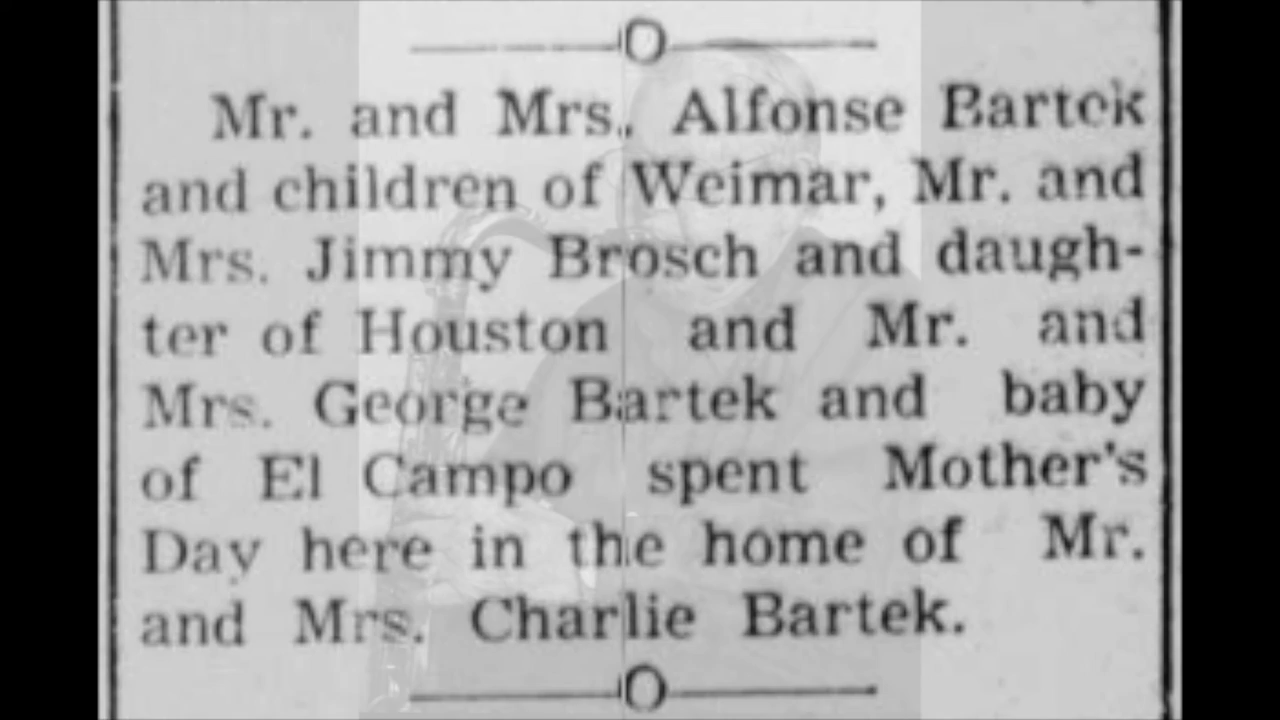 Mr. and Mrs. Alfonse Bartek
and children of Weimar, Mr. and
Mrs. Jimmy Brosch and daugh-
ter of Houston and Mr. and
Mrs. George Bartek and baby
of El Campo spent Mother's
Day here in the home of Mr.
and Mrs. Charlie Bartek.